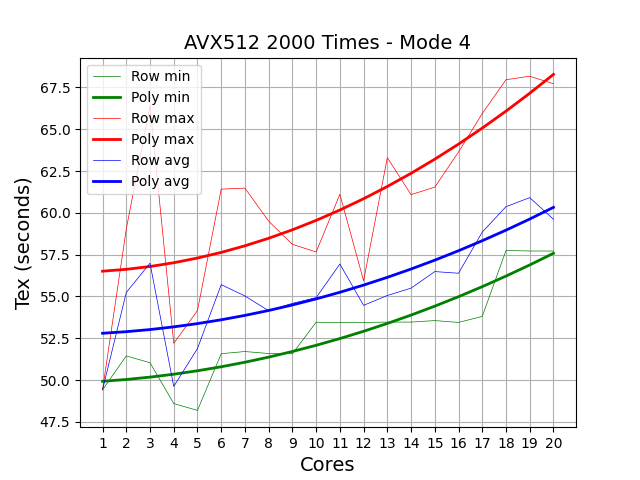 AVX512 2000 Times - Mode 4
Row min
Poly min
Row max
Poly max
Row avg
Poly avg
Tex (seconds)
67.5
65.0
62.5
60.0
57.5
55.0
52.5
50.0
47.5
1 2 3 4 5 6 7 8 9 10 11 12 13 14 15 16 17 18 19 20
Cores